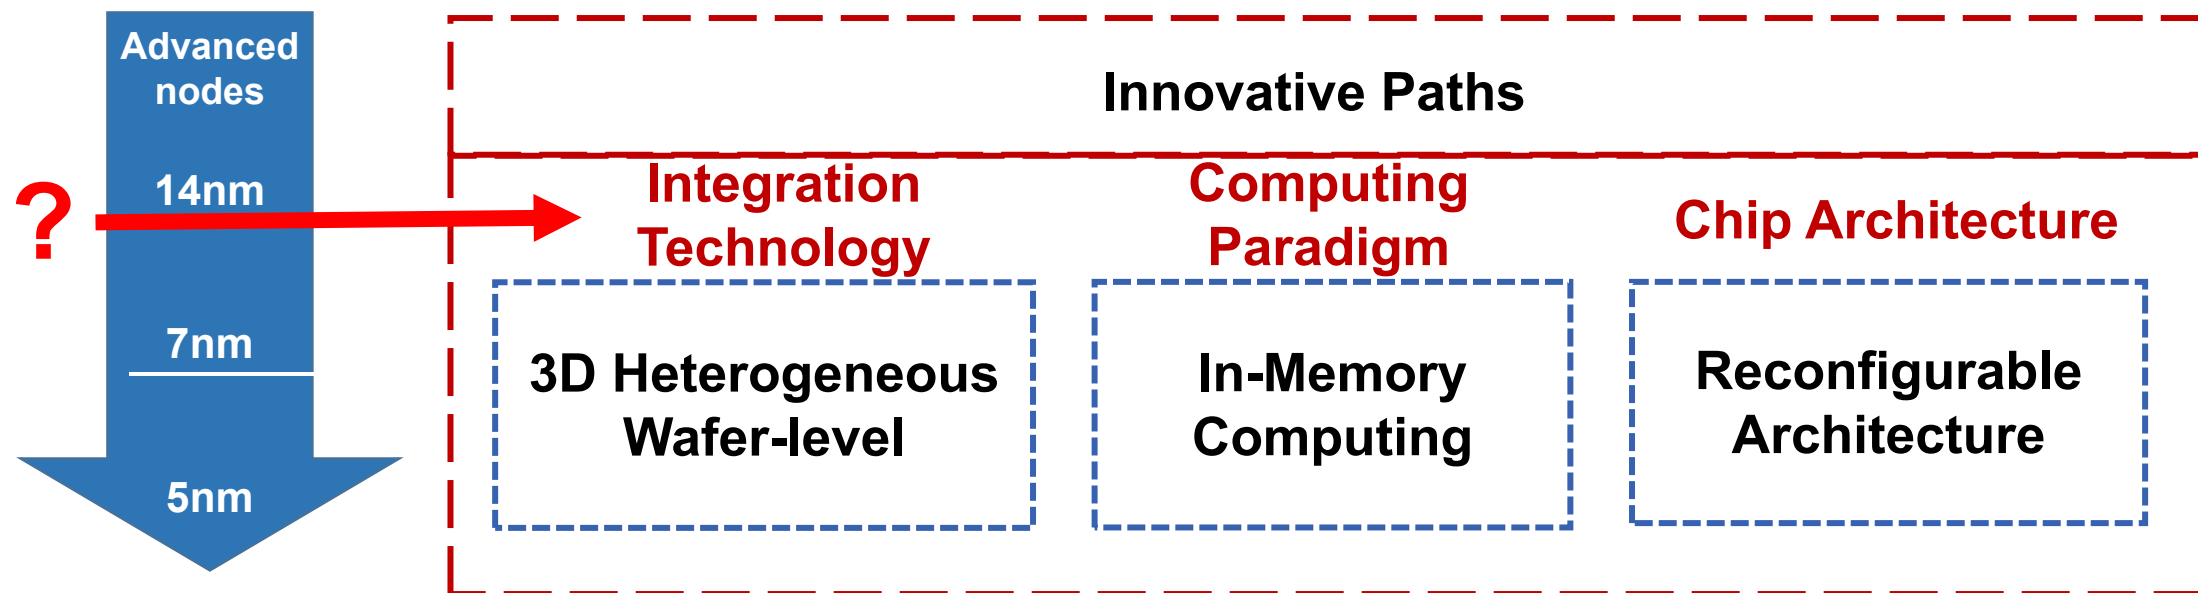 Advanced
nodes
14nm
?
7nm
5nm
Innovative Paths
Integration
Technology
Computing
Paradigm
Chip Architecture
3D Heterogeneous
Wafer-level
In-Memory
Computing
Reconfigurable
Architecture